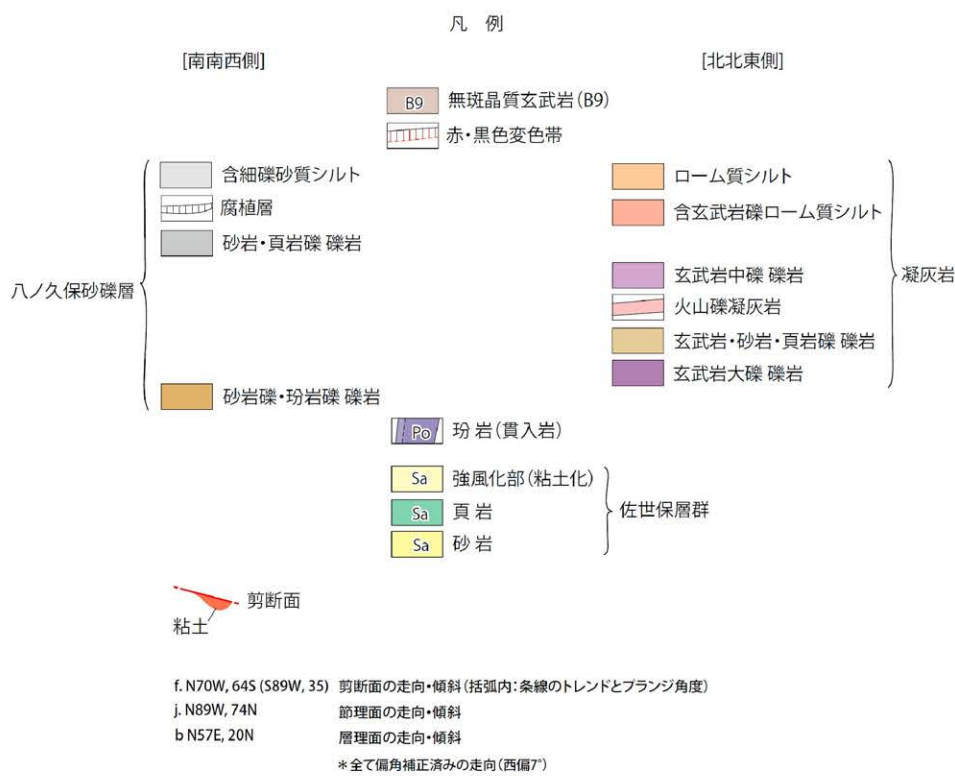 凡 例
[南南西側]
[北北東側]
B9 無斑晶質玄武岩(B9)
赤・黒色変色帯
含細礫砂質シルト
ローム質シルト
腐植層
含玄武岩礫ローム質シルト
砂岩・頁岩礫 礫岩
玄武岩中礫 礫岩
凝灰岩
八ノ久保砂礫層
火山礫凝灰岩
玄武岩・砂岩・頁岩礫 礫岩
玄武岩大礫 礫岩
砂岩礫・玢岩礫 礫岩
Po 玢 岩(貫入岩)
Sa 強風化部(粘土化)
Sa 頁 岩
佐世保層群
Sa 砂 岩
剪断面
粘土
f. N70W, 64S (S89W, 35) 剪断面の走向・傾斜(括弧内:条線のトレンドとプランジ角度)
j. N89W, 74N 節理面の走向・傾斜
b N57E, 20N 層理面の走向・傾斜
*全て偏角補正済みの走向(西偏7°)